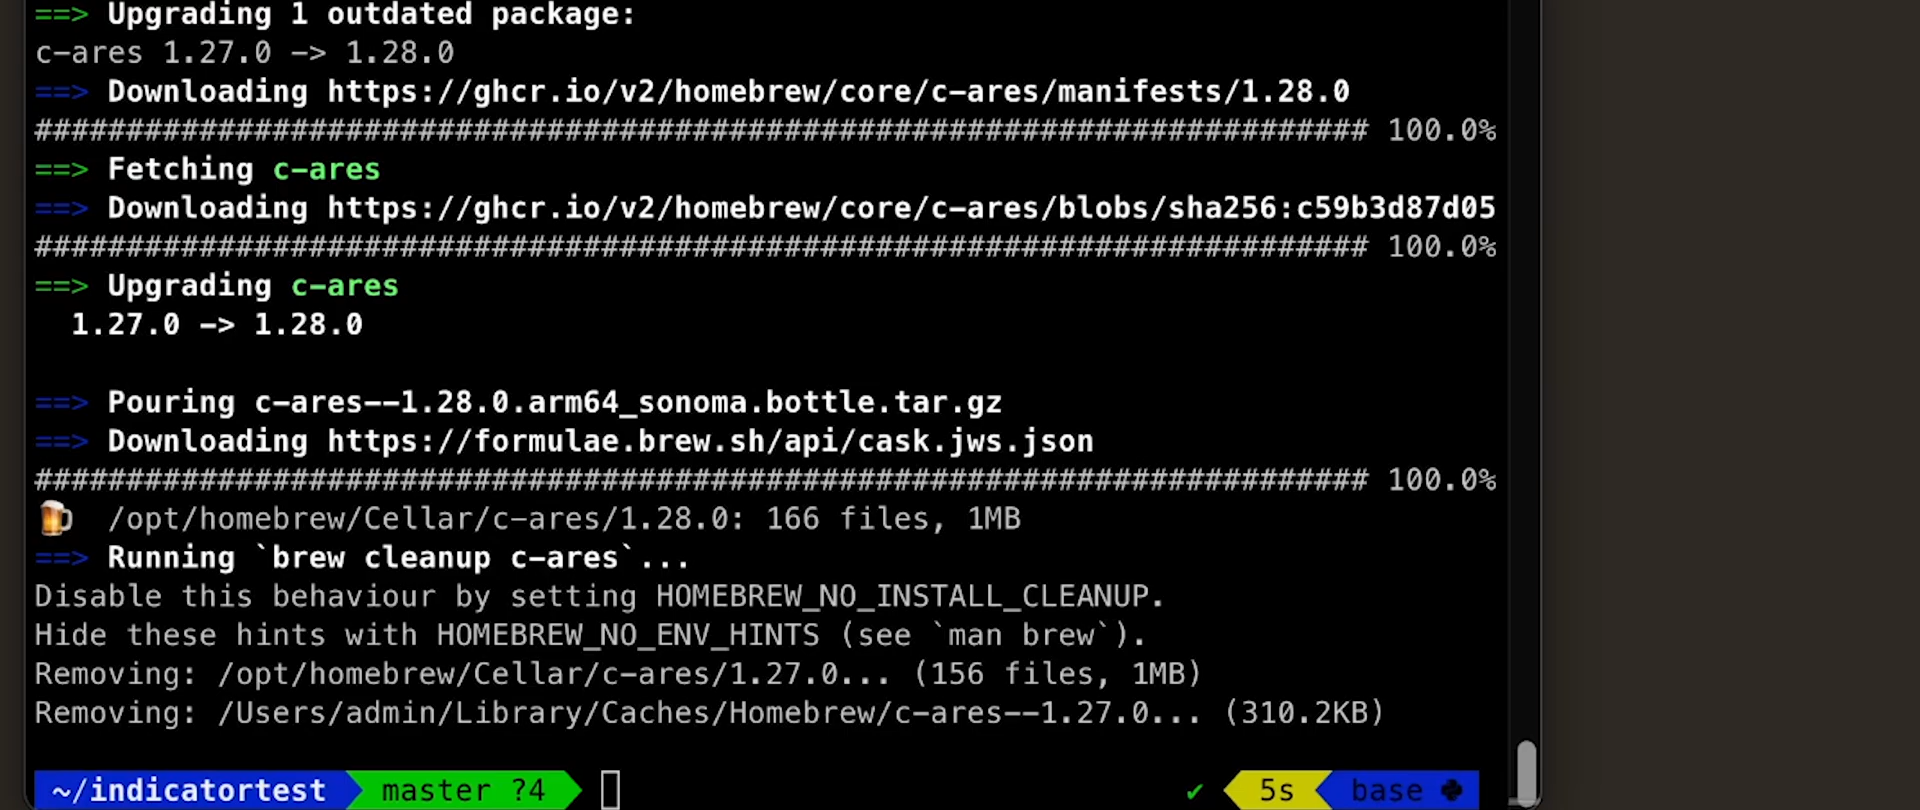 ==> Upgrading 1 outdated package:
c-ares 1.27.0 -> 1.28.0
==> Downloading https://ghcr.io/v2/homebrew/core/c-ares/manifests/1.28.0
######################################################################### 100.0%
==> Fetching c-ares
==> Downloading https://ghcr.io/v2/homebrew/core/c-ares/blobs/sha256:c59b3d87d05
######################################################################### 100.0%
==> Upgrading c-ares
  1.27.0 -> 1.28.0
==> Pouring c-ares--1.28.0.arm64_sonoma.bottle.tar.gz
==> Downloading https://formulae.brew.sh/api/cask.jws.json
######################################################################### 100.0%
🍺  /opt/homebrew/Cellar/c-ares/1.28.0: 166 files, 1MB
==> Running `brew cleanup c-ares`...
Disable this behaviour by setting HOMEBREW_NO_INSTALL_CLEANUP.
Hide these hints with HOMEBREW_NO_ENV_HINTS (see `man brew`).
Removing: /opt/homebrew/Cellar/c-ares/1.27.0... (156 files, 1MB)
Removing: /Users/admin/Library/Caches/Homebrew/c-ares--1.27.0... (310.2KB)
~/indicatortest master ?4 ✔ 5s base